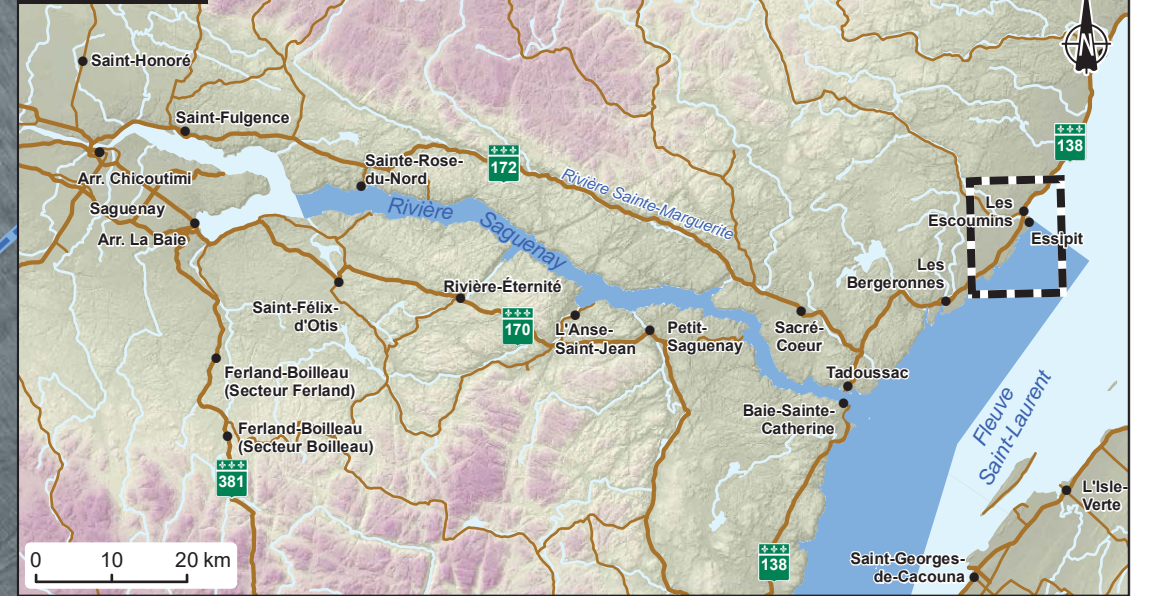 N
Saint-Honoré
Saint-Fulgence
138
172
Sainte-Rose-
du-Nord
Arr. Chicoutimi
Rivière Sainte-Marguerite
Saguenay
Les
Escoumins
Rivière Saguenay
Arr. La Baie
Essipit
Les
Bergeronnes
Rivière-Éternité
Saint-Félix-
d'Otis
170
L'Anse-
Saint-Jean
Petit-
Saguenay
Sacré-
Coeur
Ferland-Boilleau
(Secteur Ferland)
Tadoussac
Baie-Sainte-
Catherine
Fleuve
Saint-Laurent
Ferland-Boilleau
(Secteur Boilleau)
381
L'Isle-
Verte
0 10 20 km
138
Saint-Georges-
de-Cacouna